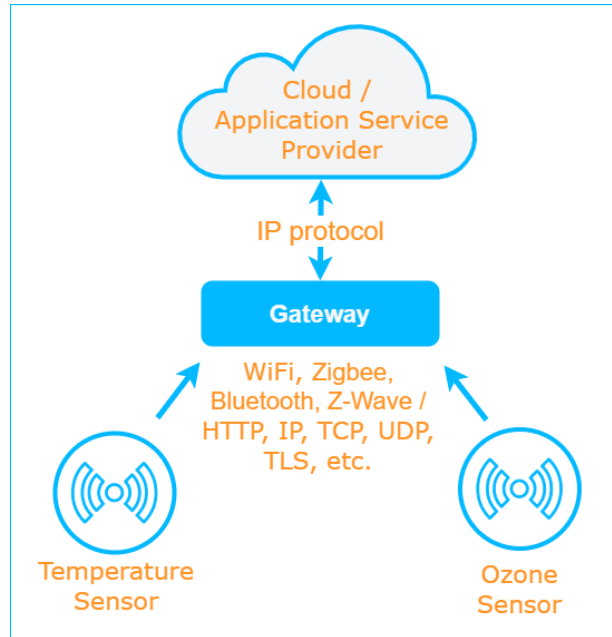 Cloud /
Application Service
Provider
IP protocol
Gateway
WiFi, Zigbee,
Bluetooth, Z-Wave /
HTTP, IP, TCP, UDP,
TLS, etc.
Temperature
Sensor
Ozone
Sensor